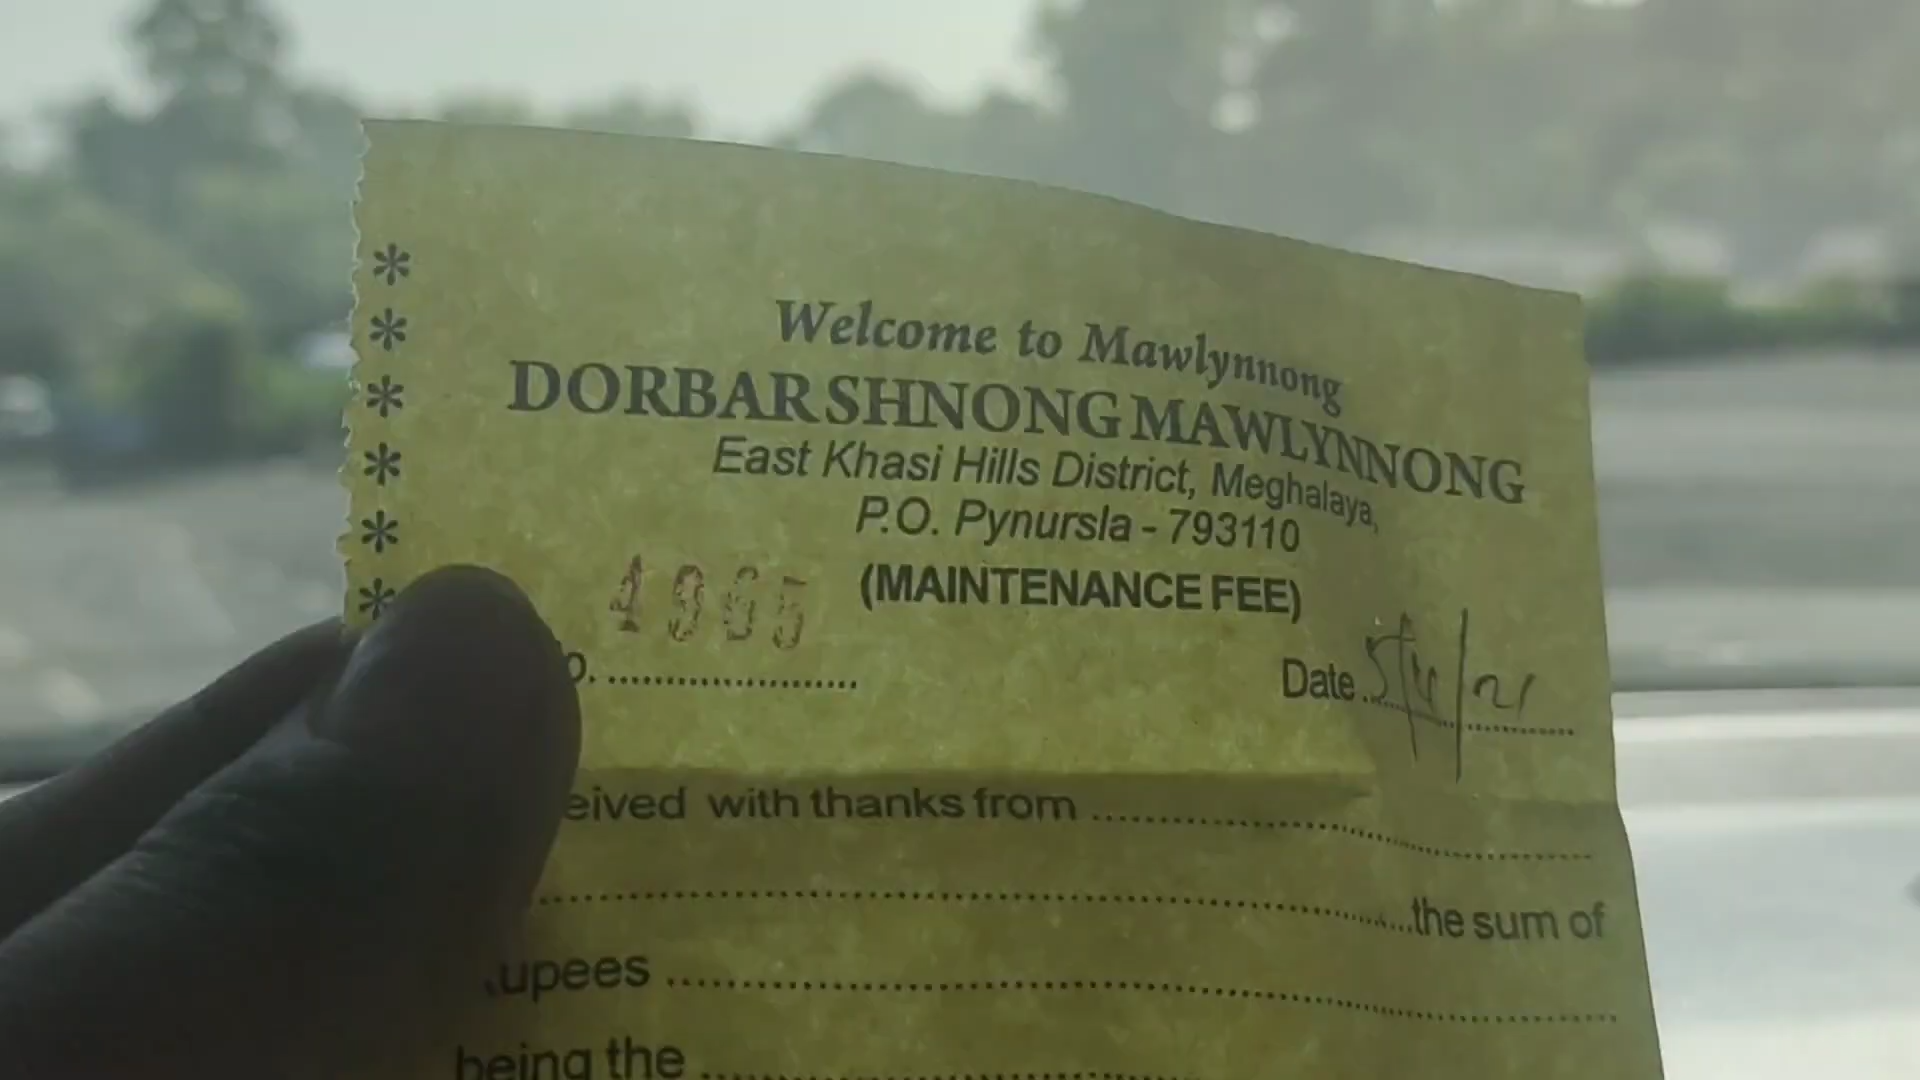 Welcome to Mawlynnong
DORBAR SHNONG MAWLYNNONG
East Khasi Hills District, Meghalaya,
P.O. Pynursla - 793110
(MAINTENANCE FEE)
4965
o. ....................
Date 5/11/21
eived with thanks from ....................
....................the sum of
upees ....................
being the ....................